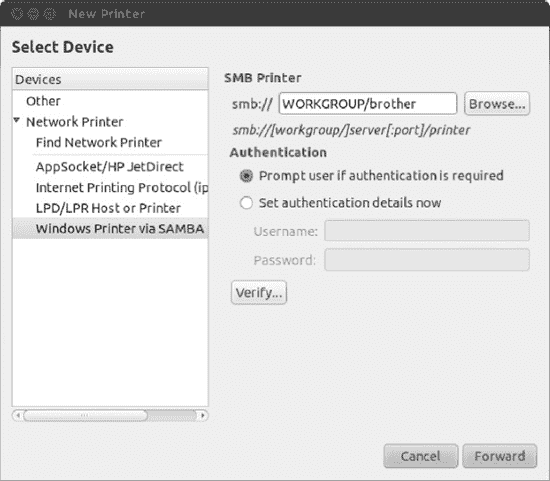 New Printer
Select Device
Devices
Other
Network Printer
Find Network Printer
AppSocket/HP JetDirect
Internet Printing Protocol (ip
LPD/LPR Host or Printer
Windows Printer via SAMBA
SMB Printer
smb:// WORKGROUP/brother Browse...
smb://[workgroup/]server[:port]/printer
Authentication
Prompt user if authentication is required
Set authentication details now
Username:
Password:
Verify...
Cancel Forward